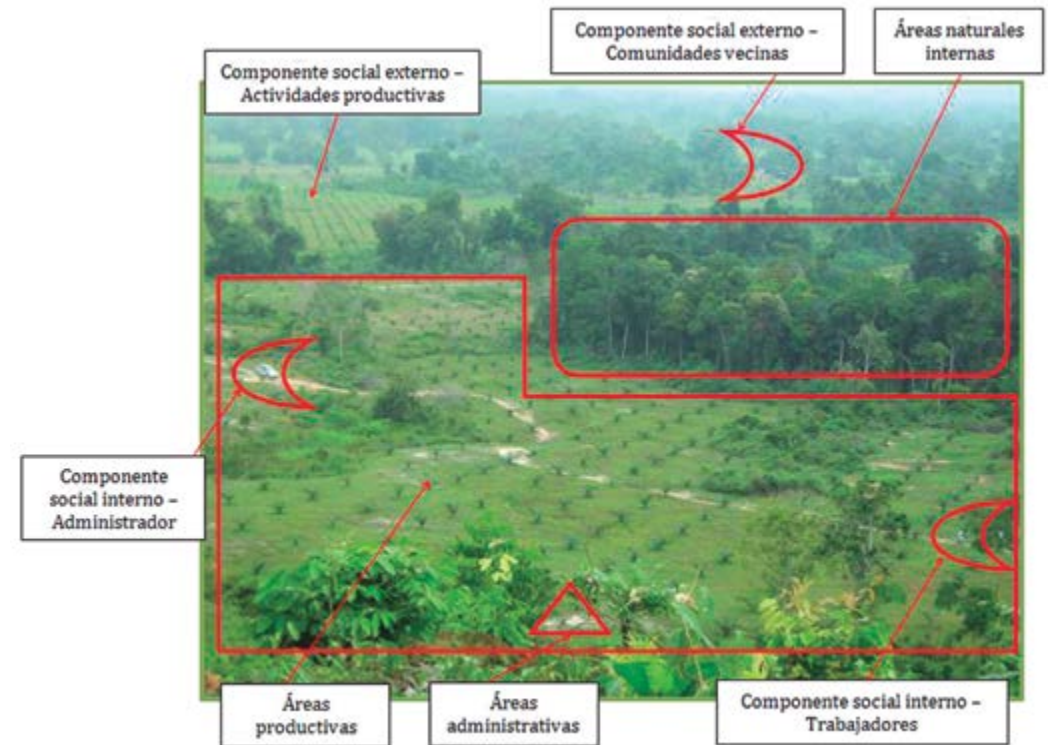 Componente social externo –
Comunidades vecinas
Áreas naturales
internas
Componente social externo –
Actividades productivas
Componente
social interno –
Administrador
Áreas
productivas
Áreas
administrativas
Componente social interno –
Trabajadores